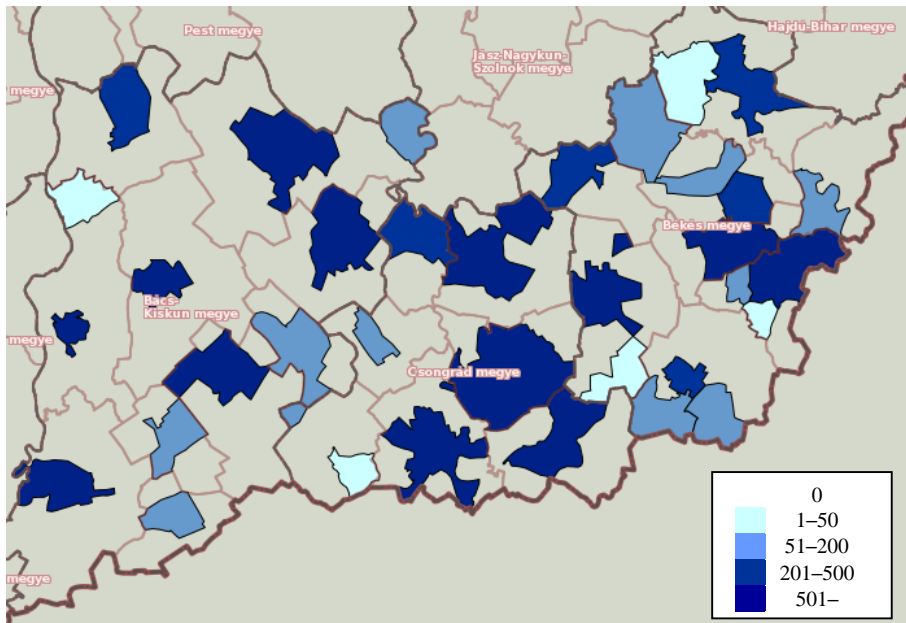 Pest megye
Hajdú-Bihar megye
Jász-Nagykun-
Szolnok megye
megye
Békés megye
Bács-
Kiskun megye
megye
Csongrád megye
megye
0
1–50
51–200
201–500
501–